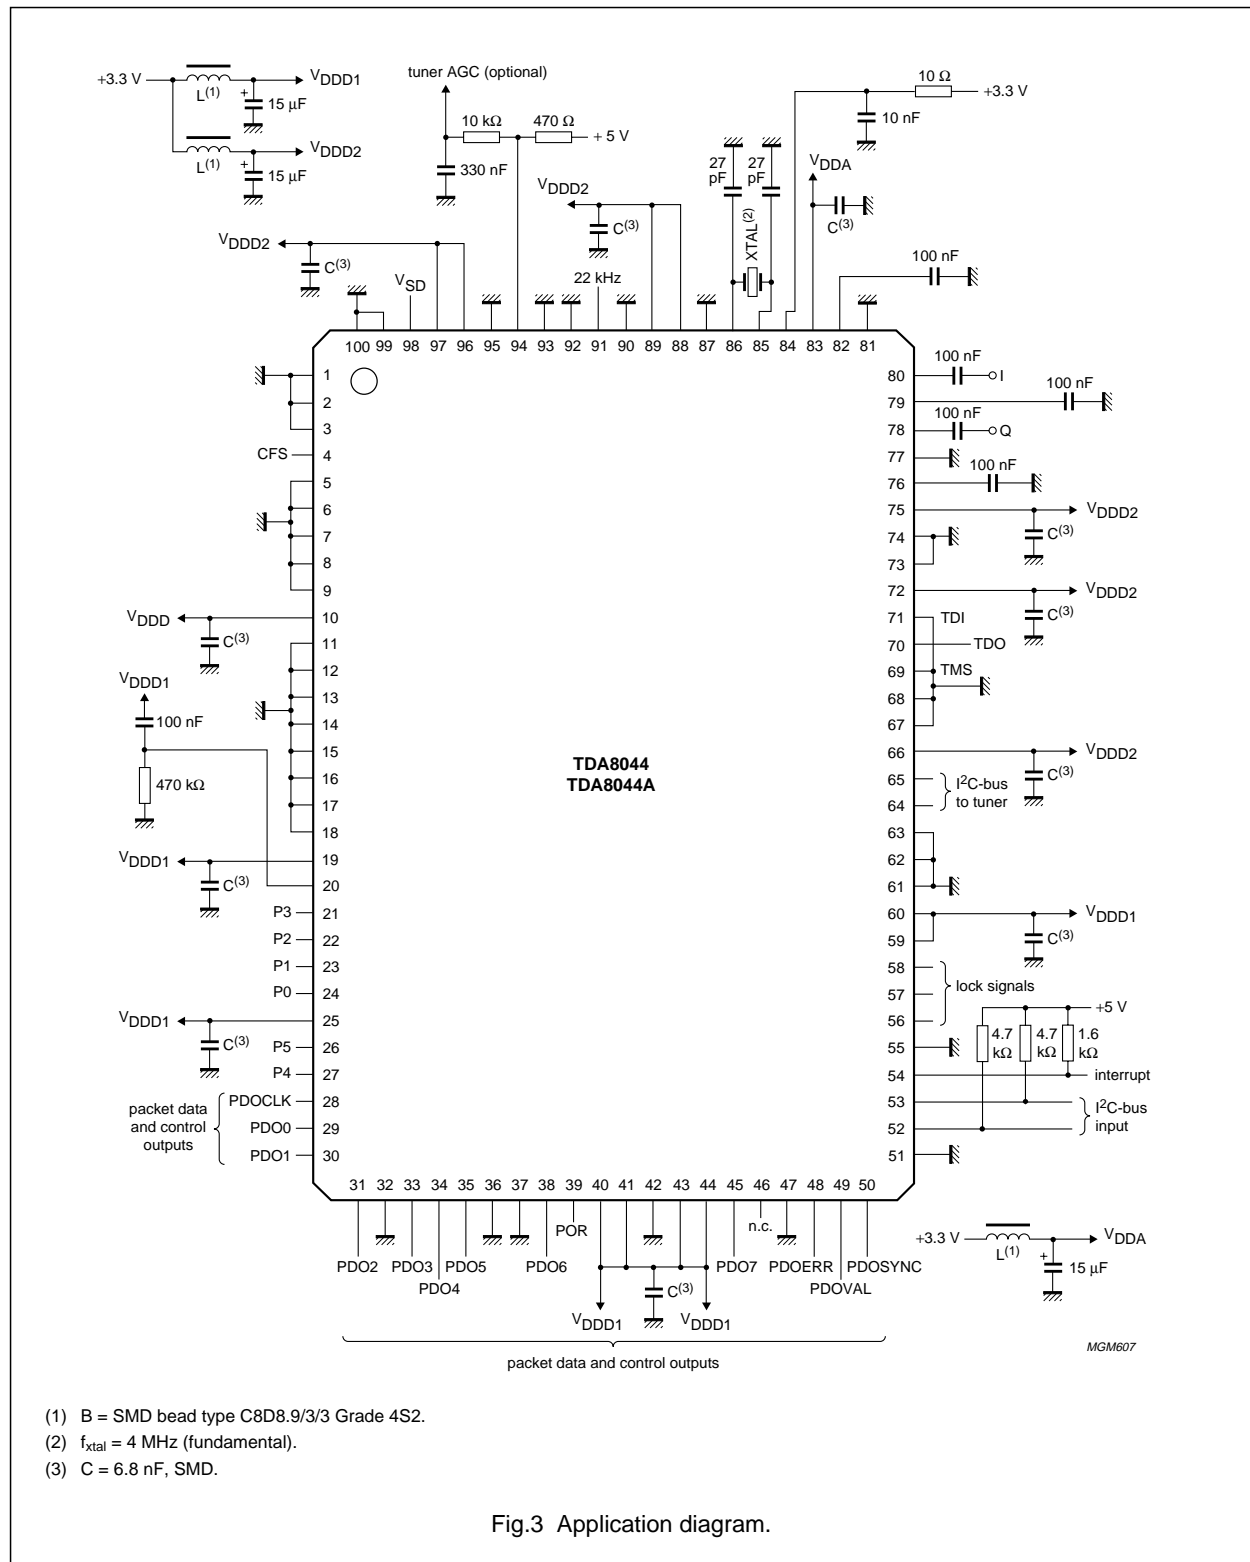 +3.3 V
L(1)
VDDD1
+
15 μF
L(1)
VDDD2
+
15 μF
tuner AGC (optional)
10 kΩ
470 Ω
+ 5 V
330 nF
VDDD2
C(3)
VDDD2
C(3)
VSD
22 kHz
27 pF
27 pF
XTAL(2)
VDDA
C(3)
10 Ω
+3.3 V
10 nF
100 nF
100 99 98 97 96 95 94 93 92 91 90 89 88 87 86 85 84 83 82 81
1
2
3
CFS 4
5
6
7
8
9
VDDD 10
C(3)
11
12
13
14
15
16
17
18
VDDD1
100 nF
470 kΩ
VDDD1 19
C(3)
20
P3 21
P2 22
P1 23
P0 24
VDDD1 25
C(3)
P5 26
P4 27
packet data
and control
outputs
PDOCLK 28
PDO0 29
PDO1 30
TDA8044
TDA8044A
80 100 nF I
79 100 nF
78 100 nF Q
77
76 100 nF
75 VDDD2
C(3)
74
73
72 VDDD2
C(3)
71 TDI
70 TDO
69 TMS
68
67
66 VDDD2
C(3)
65
64
I2C-bus
to tuner
63
62
61
60 VDDD1
59 C(3)
58
57
56
lock signals
+5 V
4.7 kΩ
4.7 kΩ
1.6 kΩ
55
54 interrupt
53
52
I2C-bus
input
51
31 32 33 34 35 36 37 38 39 40 41 42 43 44 45 46 47 48 49 50
PDO2
PDO3
PDO4
PDO5
PDO6
POR
VDDD1
C(3)
VDDD1
PDO7
n.c.
PDOERR
PDOVAL
PDOSYNC
packet data and control outputs
+3.3 V
L(1)
VDDA
+
15 μF
MGM607
(1) B = SMD bead type C8D8.9/3/3 Grade 4S2.
(2) fxtal = 4 MHz (fundamental).
(3) C = 6.8 nF, SMD.
Fig.3 Application diagram.